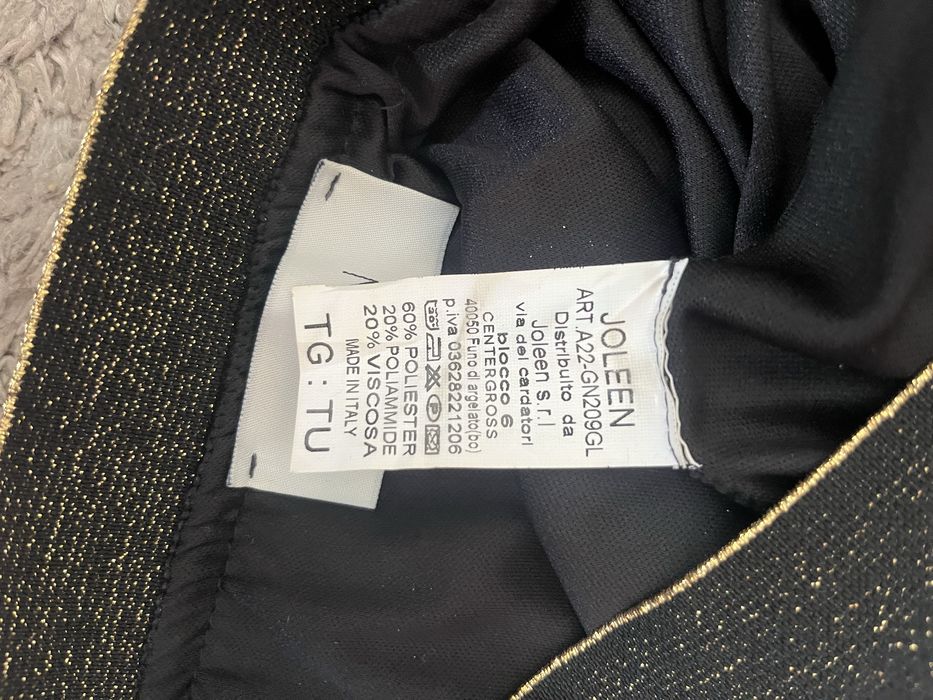 JOLEEN
ART .A22-GN209GL
Distribuito da
Joleen s.r.l
via dei cardatori
blocco 6
CENTERGROSS
40050 Funo di argelato(bo)
p.iva 03628221206
60% POLIESTER
20% POLIAMMIDE
20% VISCOSA
MADE IN ITALY
TG : TU